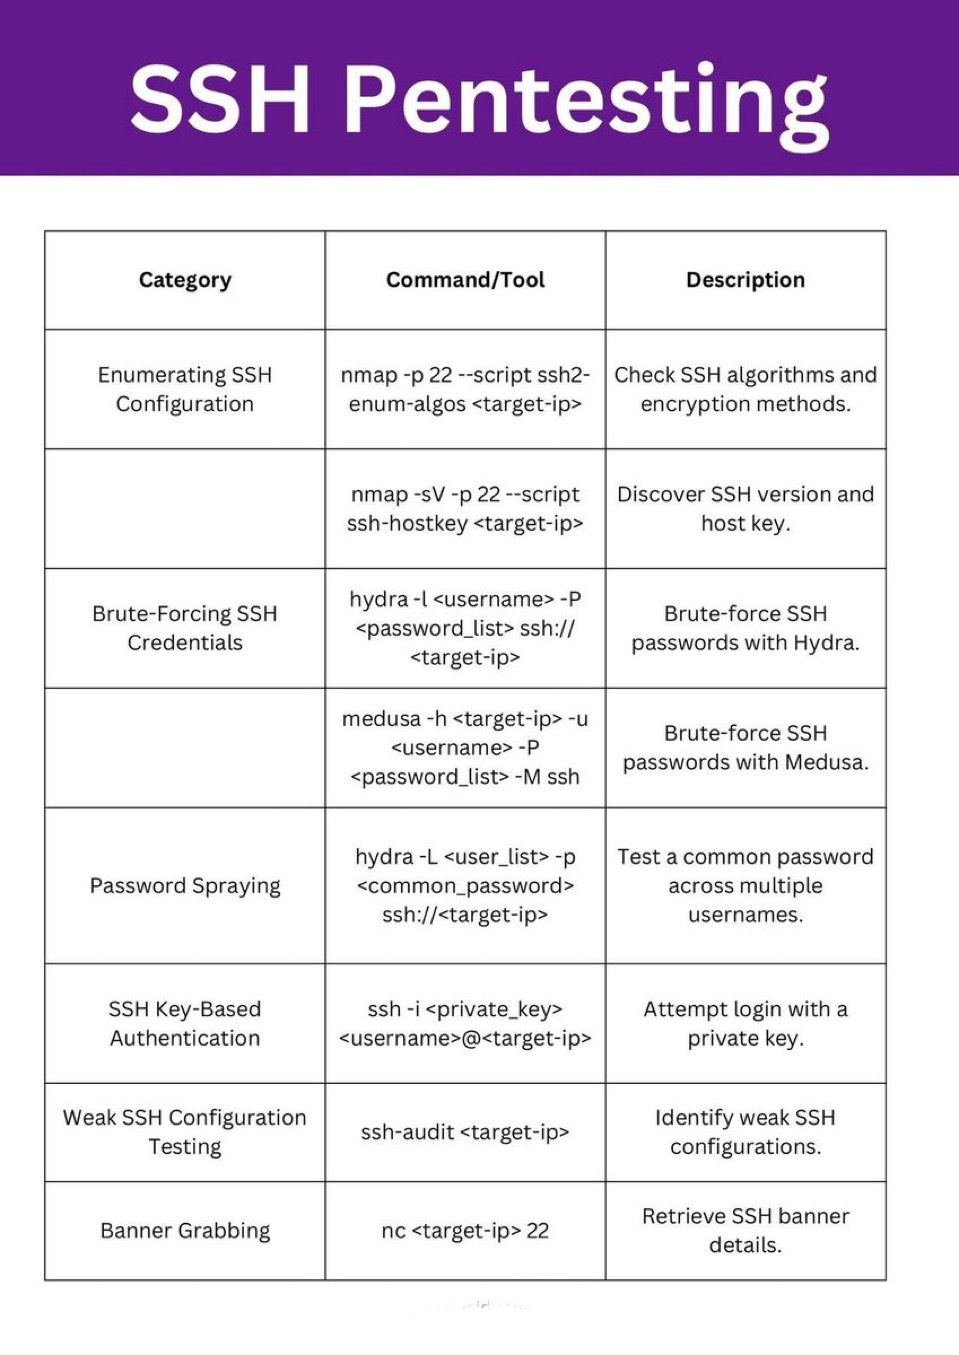 SSH Pentesting
Category
Command/Tool
Description
Enumerating SSH
Configuration
nmap -p 22 --script ssh2-
enum-algos <target-ip>
Check SSH algorithms and
encryption methods.
nmap -sV -p 22 --script
ssh-hostkey <target-ip>
Discover SSH version and
host key.
Brute-Forcing SSH
Credentials
hydra -l <username> -P
<password_list> ssh://
<target-ip>
Brute-force SSH
passwords with Hydra.
medusa -h <target-ip> -u
<username> -P
<password_list> -M ssh
Brute-force SSH
passwords with Medusa.
Password Spraying
hydra -L <user_list> -p
<common_password>
ssh://<target-ip>
Test a common password
across multiple
usernames.
SSH Key-Based
Authentication
ssh -i <private_key>
<username>@<target-ip>
Attempt login with a
private key.
Weak SSH Configuration
Testing
ssh-audit <target-ip>
Identify weak SSH
configurations.
Banner Grabbing
nc <target-ip> 22
Retrieve SSH banner
details.